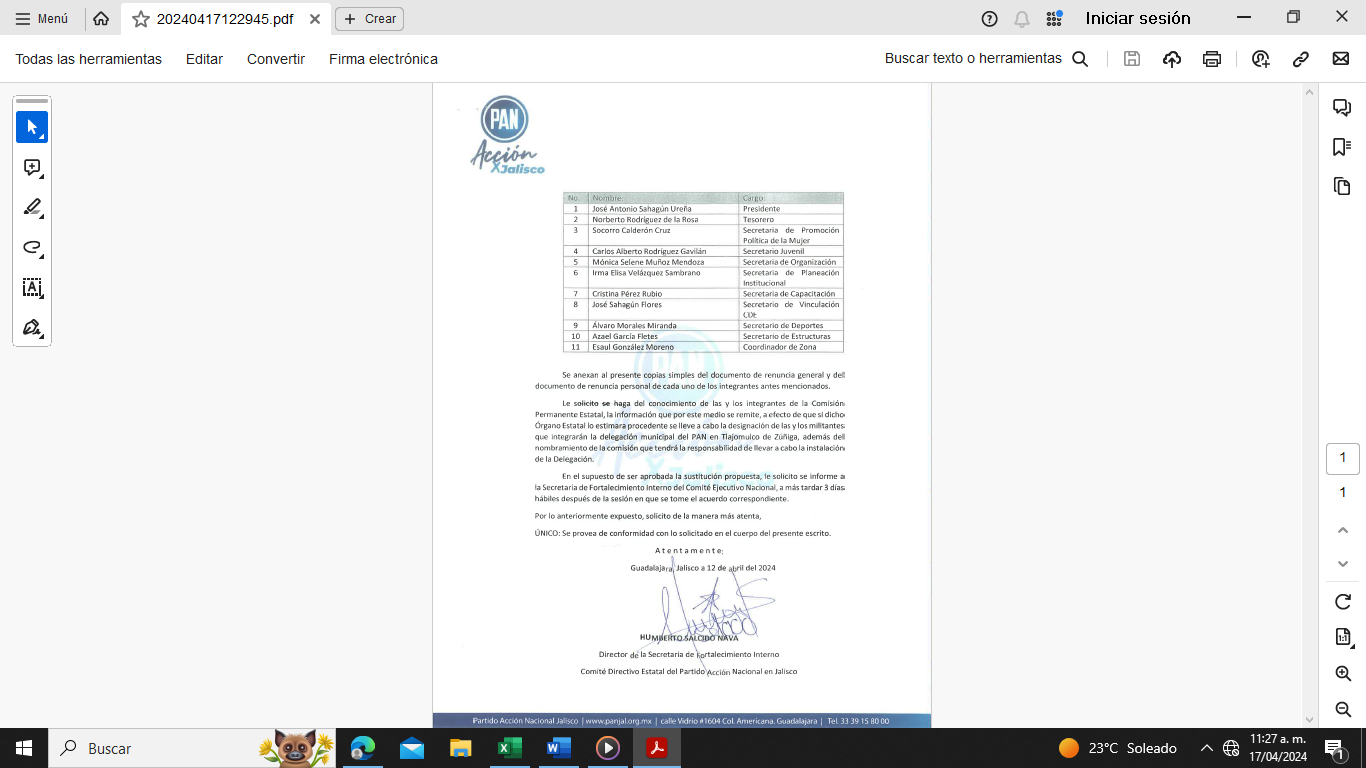 Menú
20240417122945.pdf
Crear
Iniciar sesión
Todas las herramientas
Editar
Convertir
Firma electrónica
Buscar texto o herramientas
PAN
Acción
XJalisco
No. Nombre: Cargo:
1 José Antonio Sahagún Ureña Presidente
2 Norberto Rodríguez de la Rosa Tesorero
3 Socorro Calderón Cruz Secretaria de Promoción
Política de la Mujer
4 Carlos Alberto Rodríguez Gavilán Secretario Juvenil
5 Mónica Selene Muñoz Mendoza Secretaria de Organización
6 Irma Elisa Velázquez Sambrano Secretaria de Planeación
Institucional
7 Cristina Pérez Rubio Secretaria de Capacitación
8 José Sahagún Flores Secretario de Vinculación
CDE
9 Álvaro Morales Miranda Secretario de Deportes
10 Azael García Fletes Secretario de Estructuras
11 Esaul González Moreno Coordinador de Zona
Se anexan al presente copias simples del documento de renuncia general y del
documento de renuncia personal de cada uno de los integrantes antes mencionados.
Le solicito se haga del conocimiento de las y los integrantes de la Comisión
Permanente Estatal, la información que por este medio se remite, a efecto de que si dicho
Órgano Estatal lo estimara procedente se lleve a cabo la designación de las y los militantes
que integrarán la delegación municipal del PAN en Tlajomulco de Zúñiga, además del
nombramiento de la comisión que tendrá la responsabilidad de llevar a cabo la instalación
de la Delegación.
En el supuesto de ser aprobada la sustitución propuesta, le solicito se informe a
la Secretaria de Fortalecimiento Interno del Comité Ejecutivo Nacional, a más tardar 3 días
hábiles después de la sesión en que se tome el acuerdo correspondiente.
Por lo anteriormente expuesto, solicito de la manera más atenta,
ÚNICO: Se provea de conformidad con lo solicitado en el cuerpo del presente escrito.
A t e n t a m e n t e;
Guadalajara, Jalisco a 12 de abril del 2024
HUMBERTO SALCIDO NAVA
Director de la Secretaria de Fortalecimiento Interno
Comité Directivo Estatal del Partido Acción Nacional en Jalisco
Partido Acción Nacional Jalisco | www.panjal.org.mx | calle Vidrio #1604 Col. Americana. Guadalajara | Tel. 33 39 15 80 00
1
1
Buscar
23°C Soleado
11:27 a. m.
17/04/2024
1